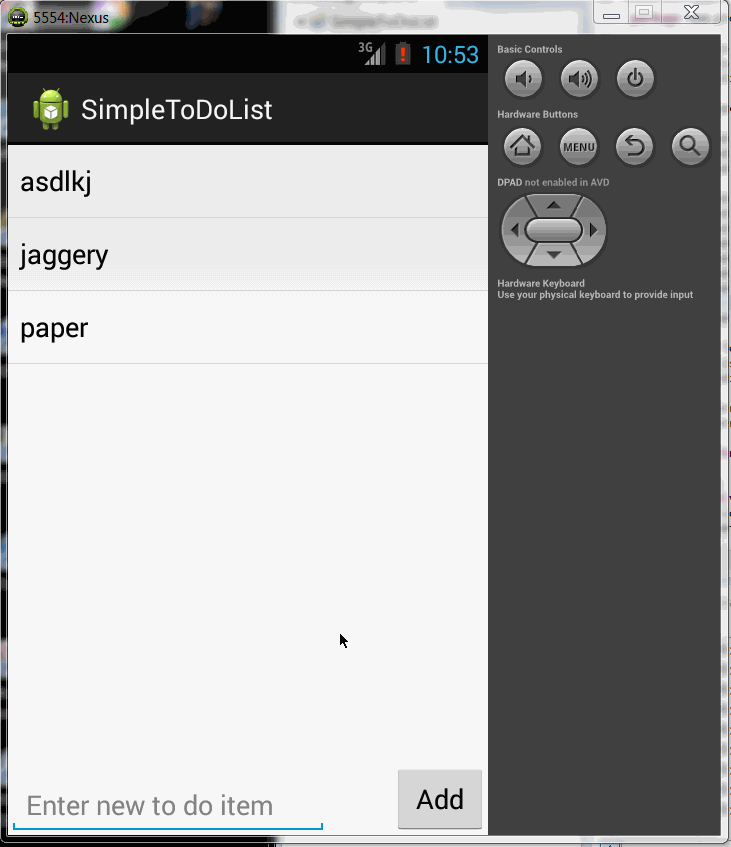 5554:Nexus
3G
10:53
SimpleToDoList
asdlkj
jaggery
paper
Enter new to do item
Add
Basic Controls
Hardware Buttons
MENU
DPAD not enabled in AVD
Hardware Keyboard
Use your physical keyboard to provide input